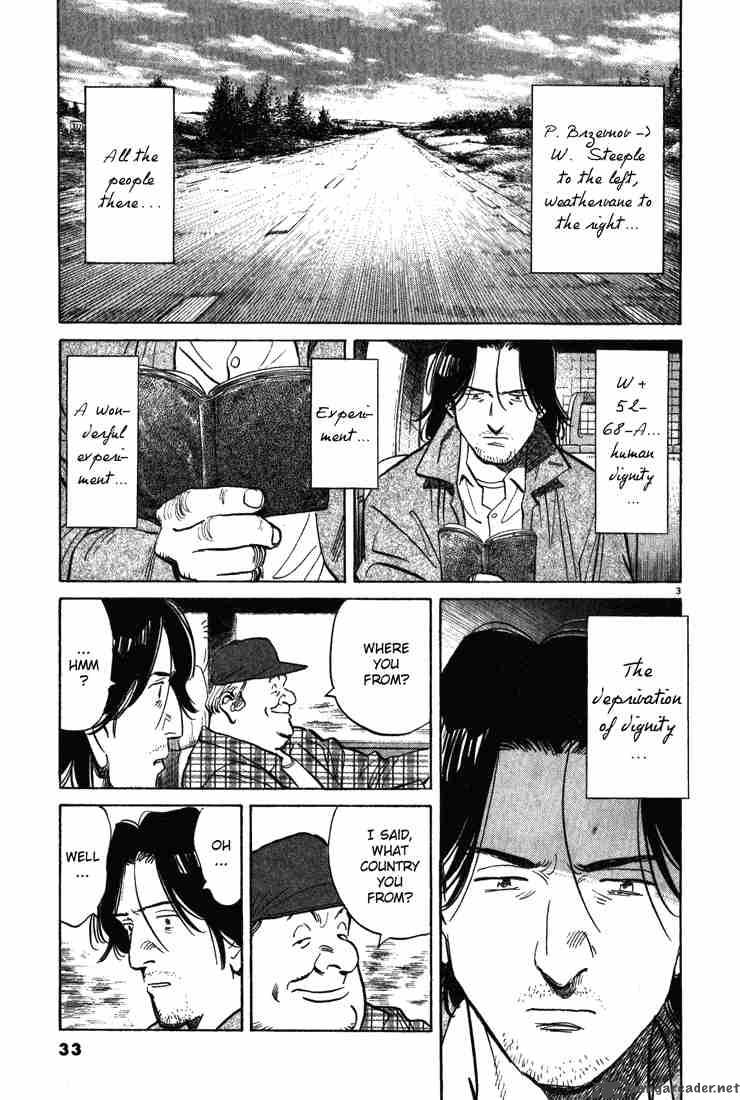 P. Brzevnov ->
W. Steeple
to the left,
weathervane to
the right...
All the
people
there...
W +
52-
68-A...
human
dignity
...
Experi-
ment...
A won-
derful
experi-
ment...
3
The
deprivation
of dignity
...
WHERE
YOU
FROM?
...
HMM
?
I SAID,
WHAT
COUNTRY
YOU
FROM?
OH
...
WELL
...
33